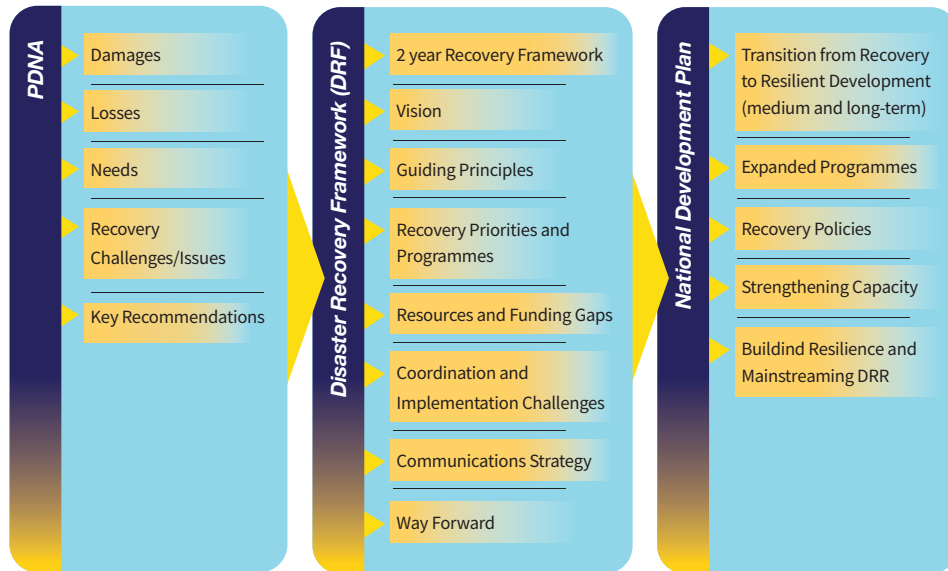 PDNA
Damages
Losses
Needs
Recovery
Challenges/Issues
Key Recommendations
Disaster Recovery Framework (DRF)
2 year Recovery Framework
Vision
Guiding Principles
Recovery Priorities and
Programmes
Resources and Funding Gaps
Coordination and
Implementation Challenges
Communications Strategy
Way Forward
National Development Plan
Transition from Recovery
to Resilient Development
(medium and long-term)
Expanded Programmes
Recovery Policies
Strengthening Capacity
Buildind Resilience and
Mainstreaming DRR